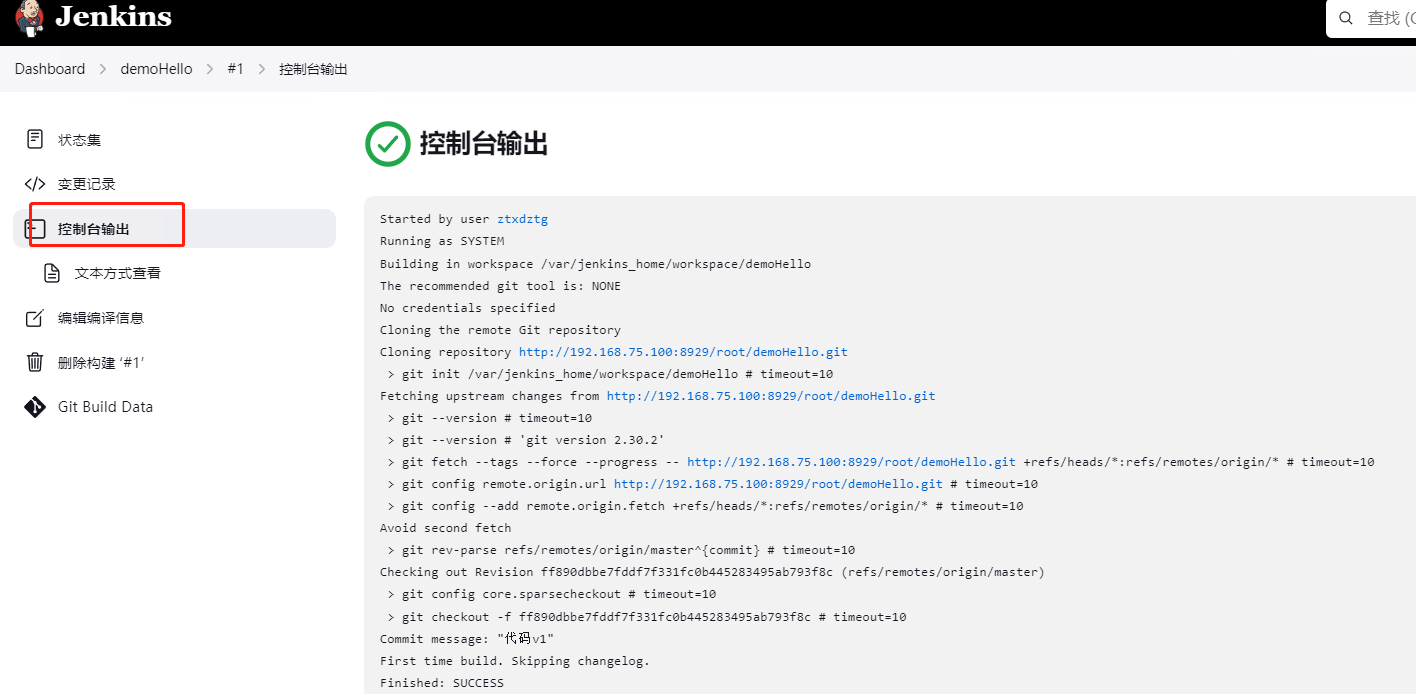 Jenkins
查找 (
Dashboard > demoHello > #1 > 控制台输出
状态集
变更记录
控制台输出
文本方式查看
编辑编译信息
删除构建 ‘#1’
Git Build Data
控制台输出
Started by user ztxdztg
Running as SYSTEM
Building in workspace /var/jenkins_home/workspace/demoHello
The recommended git tool is: NONE
No credentials specified
Cloning the remote Git repository
Cloning repository http://192.168.75.100:8929/root/demoHello.git
 > git init /var/jenkins_home/workspace/demoHello # timeout=10
Fetching upstream changes from http://192.168.75.100:8929/root/demoHello.git
 > git --version # timeout=10
 > git --version # 'git version 2.30.2'
 > git fetch --tags --force --progress -- http://192.168.75.100:8929/root/demoHello.git +refs/heads/*:refs/remotes/origin/* # timeout=10
 > git config remote.origin.url http://192.168.75.100:8929/root/demoHello.git # timeout=10
 > git config --add remote.origin.fetch +refs/heads/*:refs/remotes/origin/* # timeout=10
Avoid second fetch
 > git rev-parse refs/remotes/origin/master^{commit} # timeout=10
Checking out Revision ff890dbbe7fddf7f331fc0b445283495ab793f8c (refs/remotes/origin/master)
 > git config core.sparsecheckout # timeout=10
 > git checkout -f ff890dbbe7fddf7f331fc0b445283495ab793f8c # timeout=10
Commit message: "代码v1"
First time build. Skipping changelog.
Finished: SUCCESS